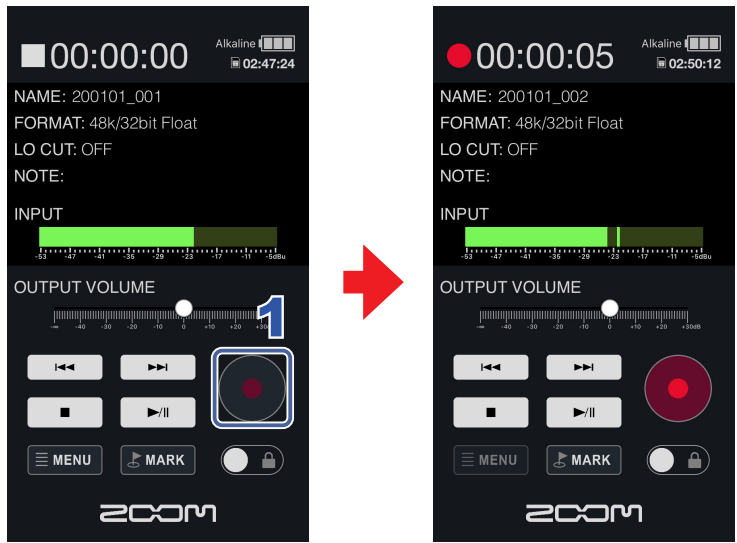 00:00:00
Alkaline
02:47:24
NAME: 200101_001
FORMAT: 48k/32bit Float
LO CUT: OFF
NOTE:
INPUT
-53 -47 -41 -35 -29 -23 -17 -11 -5dBu
OUTPUT VOLUME
1
-∞ -40 -30 -20 -10 0 +10 +20 +30dB
MENU
MARK
ZOOM
00:00:05
Alkaline
02:50:12
NAME: 200101_002
FORMAT: 48k/32bit Float
LO CUT: OFF
NOTE:
INPUT
-53 -47 -41 -35 -29 -23 -17 -11 -5dBu
OUTPUT VOLUME
-∞ -40 -30 -20 -10 0 +10 +20 +30dB
MENU
MARK
ZOOM